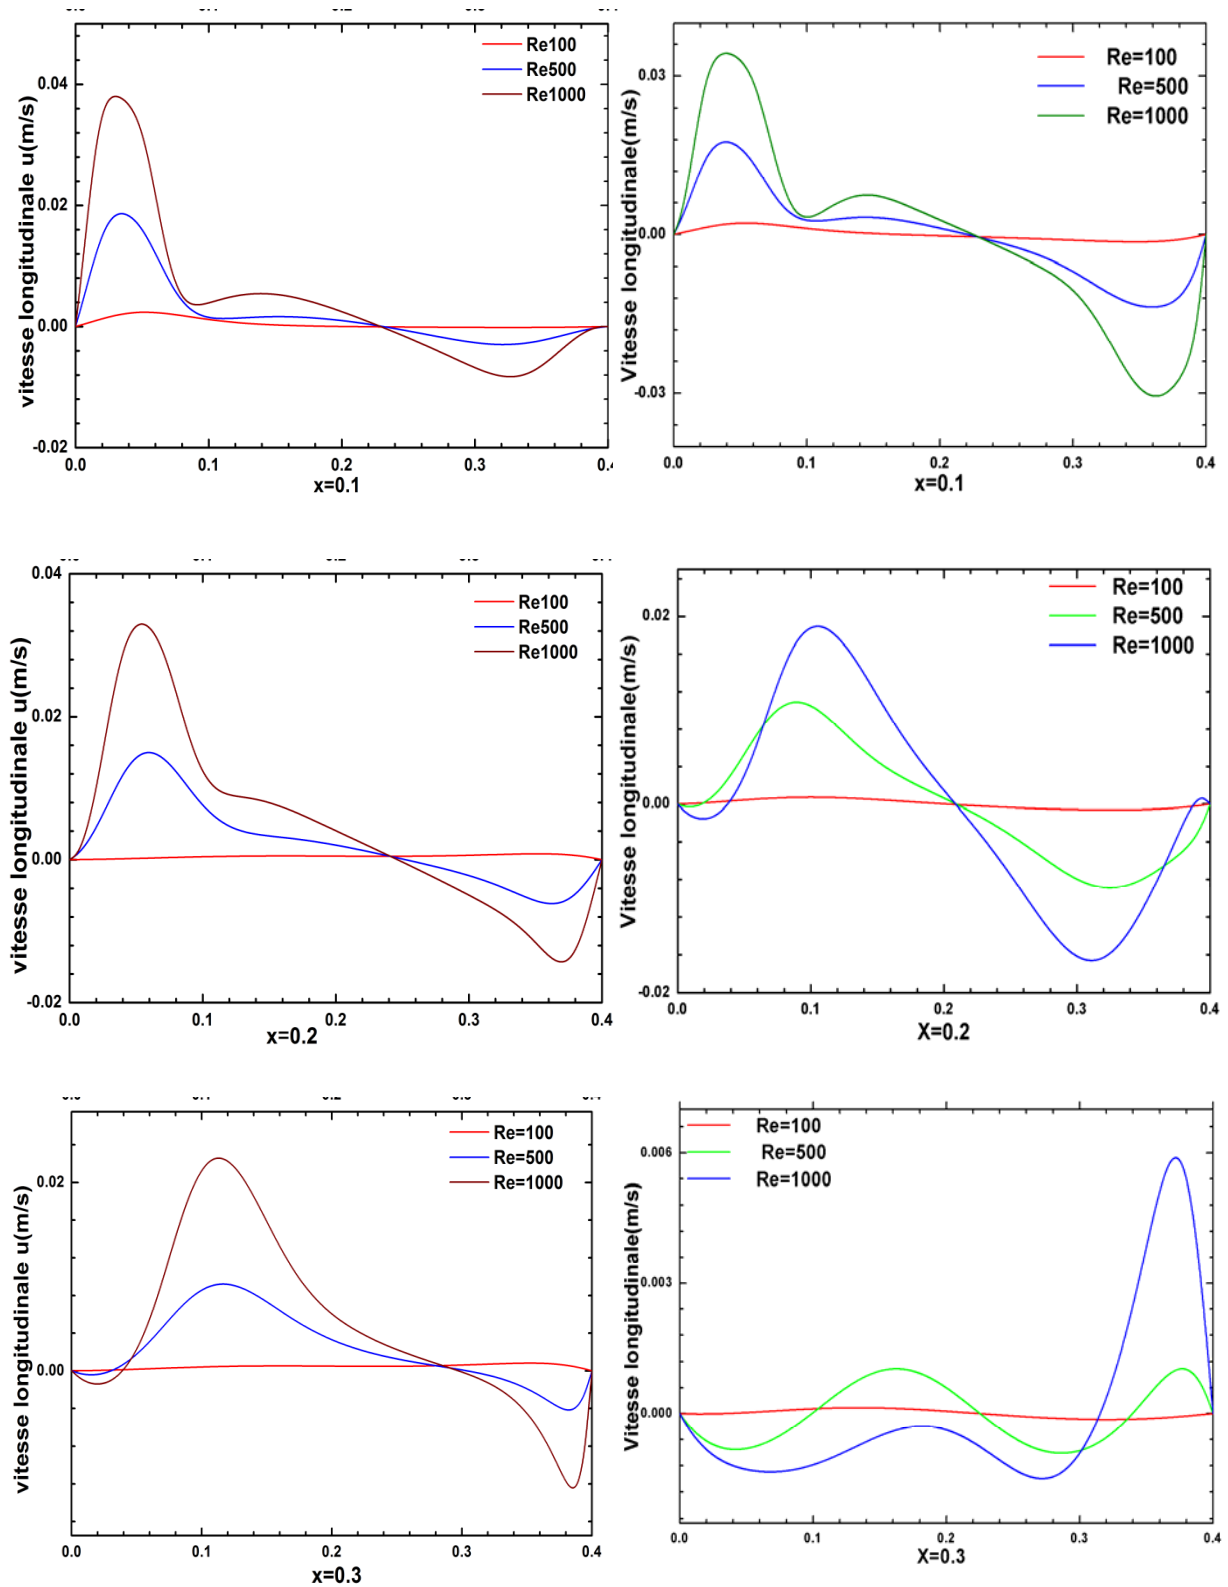 Re100
Re500
Re1000
0.04
0.02
0.00
-0.02
vitesse longitudinale u(m/s)
0.0 0.1 0.2 0.3 0.4
x=0.1
Re=100
Re=500
Re=1000
0.03
0.00
-0.03
Vitesse longitudinale(m/s)
0.0 0.1 0.2 0.3 0.4
x=0.1
0.04
Re100
Re500
Re1000
0.02
0.00
-0.02
vitesse longitudinale u(m/s)
0.0 0.1 0.2 0.3 0.4
x=0.2
Re=100
Re=500
Re=1000
0.02
0.00
-0.02
Vitesse longitudinale(m/s)
0.0 0.1 0.2 0.3 0.4
X=0.2
Re=100
Re=500
Re=1000
0.02
0.00
vitesse longitudinale u(m/s)
0.0 0.1 0.2 0.3 0.4
x=0.3
Re=100
Re=500
Re=1000
0.006
0.003
0.000
Vitesse longitudinale(m/s)
0.0 0.1 0.2 0.3 0.4
X=0.3